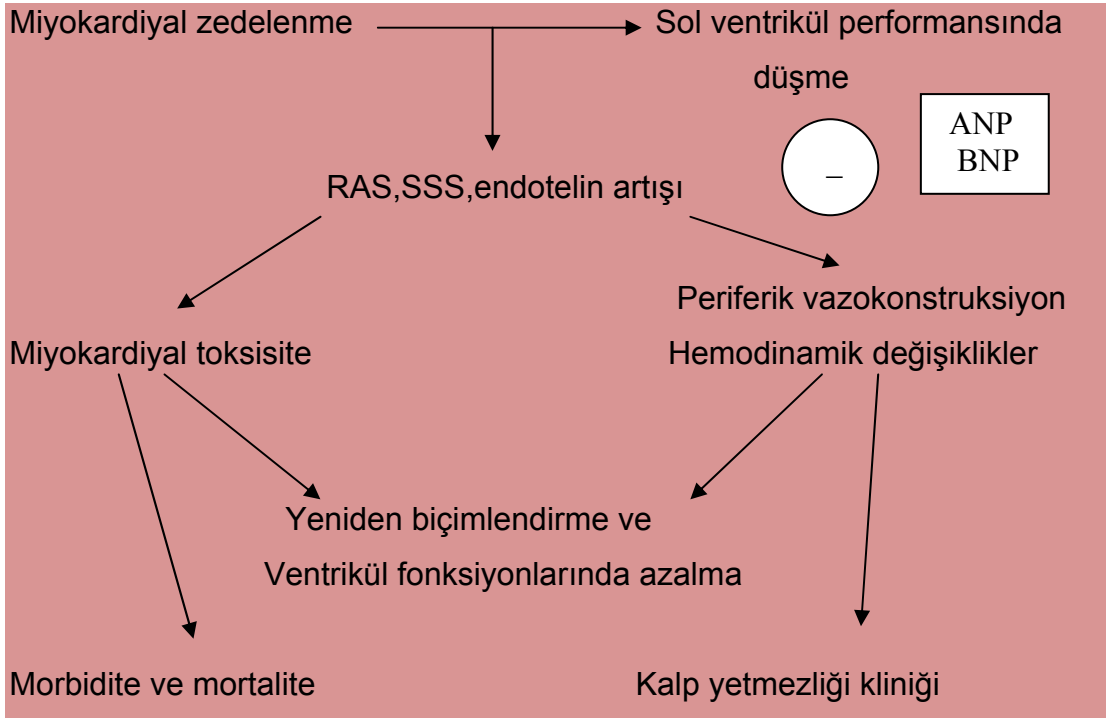 Miyokardiyal zedelenme
Sol ventrikül performansında
düşme
ANP
BNP
_
RAS,SSS,endotelin artışı
Periferik vazokonstruksiyon
Miyokardiyal toksisite
Hemodinamik değişiklikler
Yeniden biçimlendirme ve
Ventrikül fonksiyonlarında azalma
Morbidite ve mortalite
Kalp yetmezliği kliniği